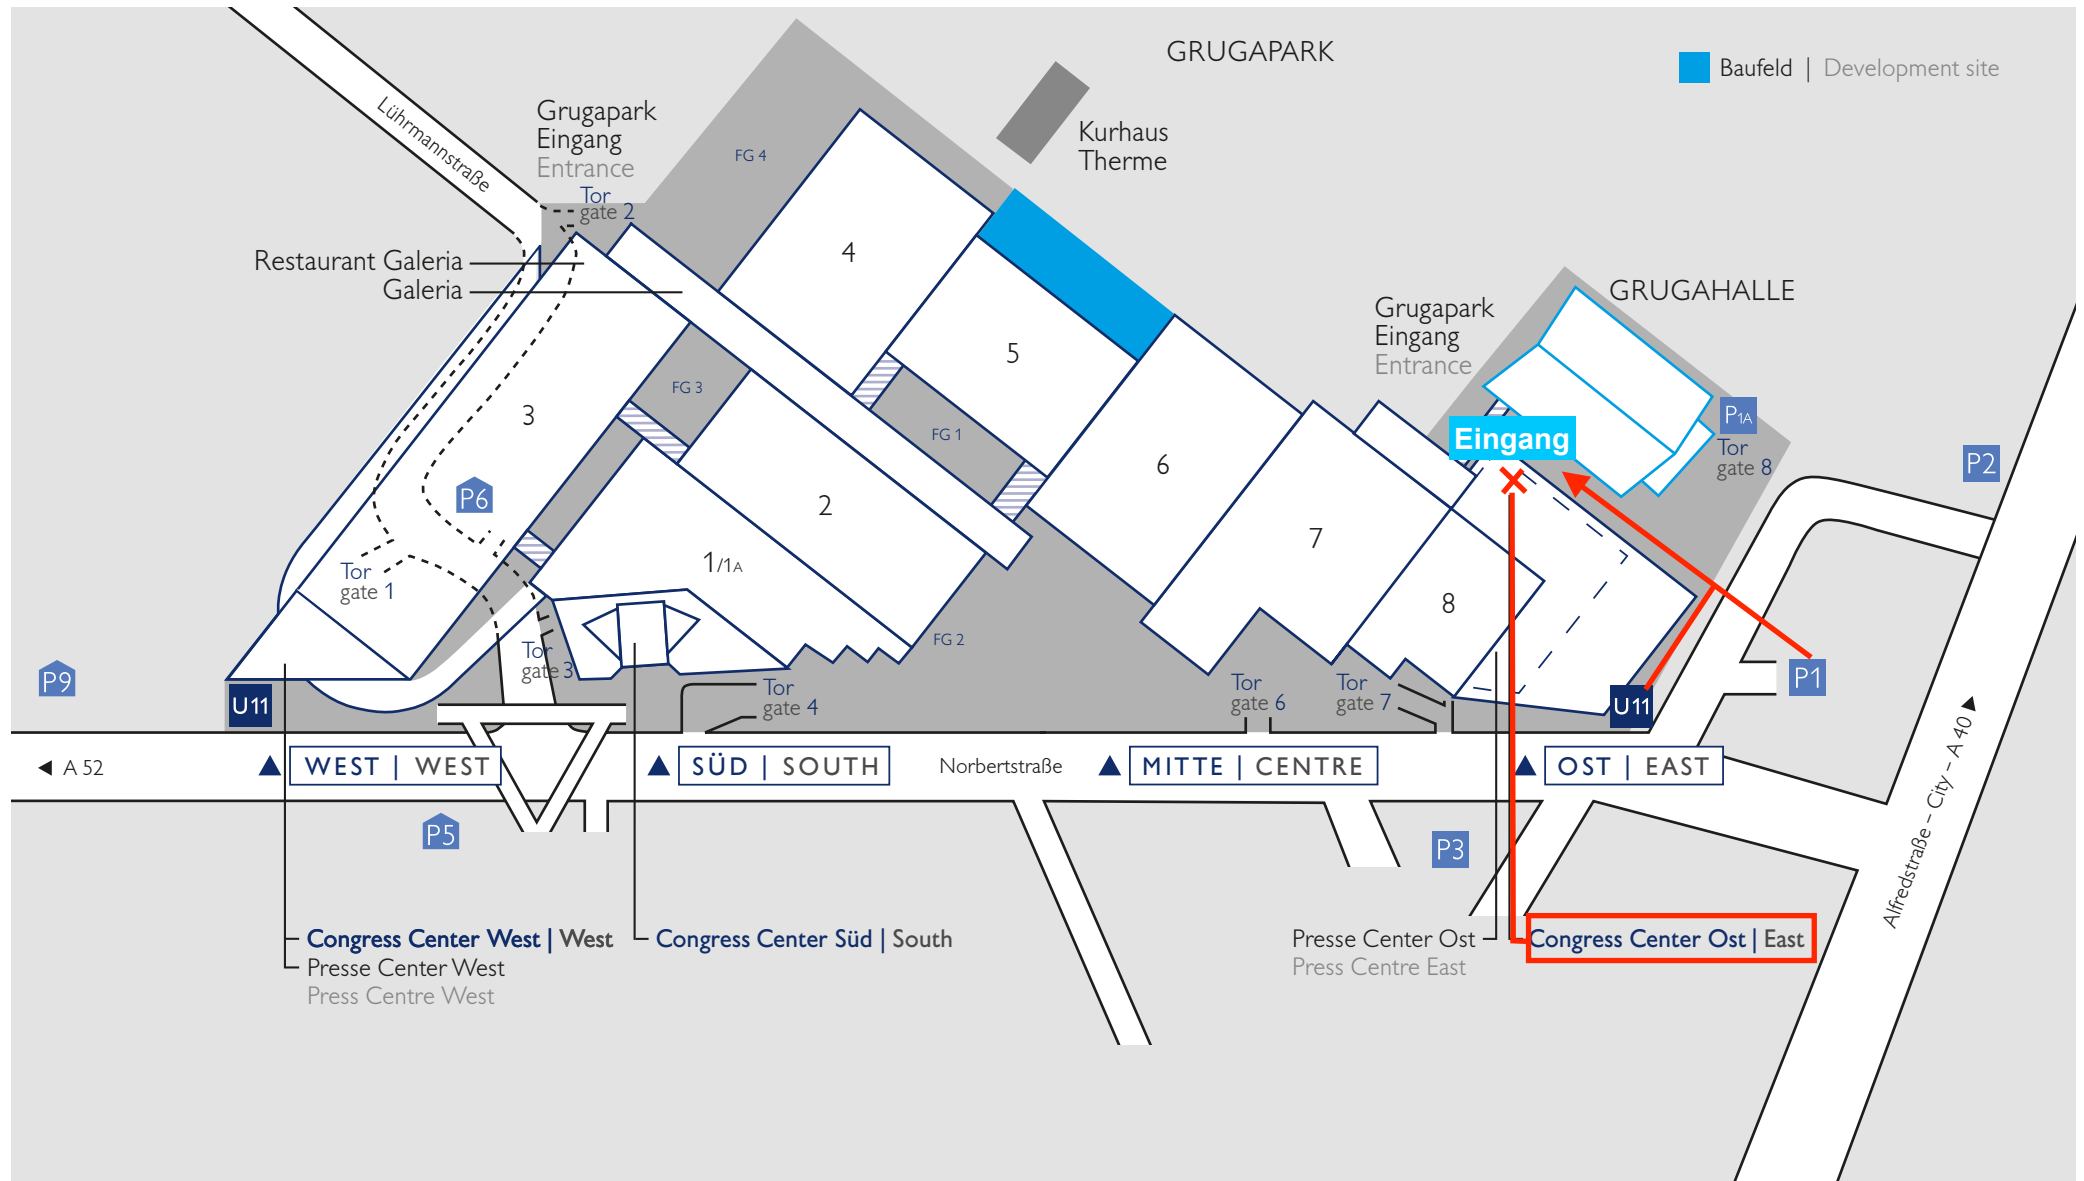 GRUGAPARK
Baufeld | Development site
Lührmannstraße
Grugapark
Eingang
Entrance
Kurhaus
Therme
FG 4
Tor
gate 2
Restaurant Galeria
Galeria
4
GRUGAHALLE
Grugapark
Eingang
Entrance
5
FG 3
3
P1A
Tor
gate 8
FG 1
Eingang
6
P2
P6
2
7
1/1A
Tor
gate 1
8
FG 2
Tor
gate 3
P9
P1
U11
Tor
gate 4
Tor
gate 6
Tor
gate 7
U11
A 52
WEST | WEST
SÜD | SOUTH
Norbertstraße
MITTE | CENTRE
OST | EAST
Alfredstraße – City – A 40
P5
P3
Congress Center West | West
Presse Center West
Press Centre West
Congress Center Süd | South
Presse Center Ost
Press Centre East
Congress Center Ost | East